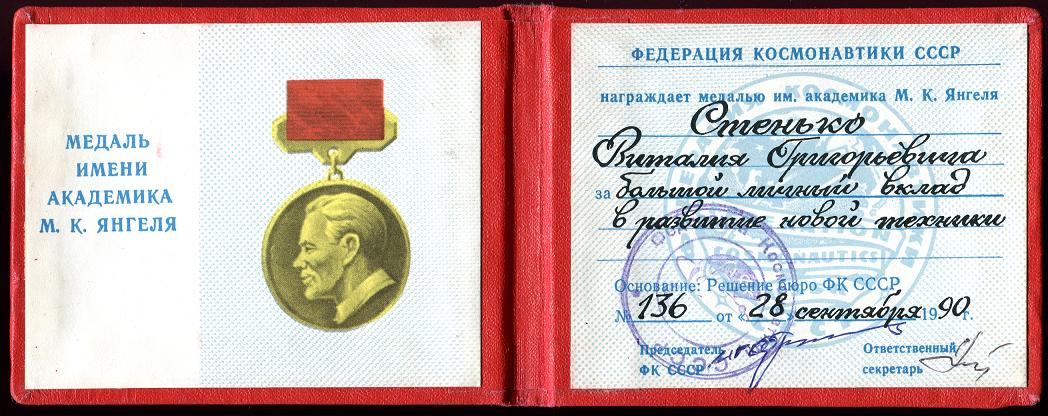 МЕДАЛЬ
ИМЕНИ
АКАДЕМИКА
М. К. ЯНГЕЛЯ
ФЕДЕРАЦИЯ КОСМОНАВТИКИ СССР
награждает медалью им. академика М. К. Янгеля
Стенько
Виталия Григорьевича
за большой личный вклад
в развитие новой техники
Основание: Решение бюро ФК СССР
№ 136 от «28» сентября 1990 г.
Председатель Ответственный
ФК СССР секретарь